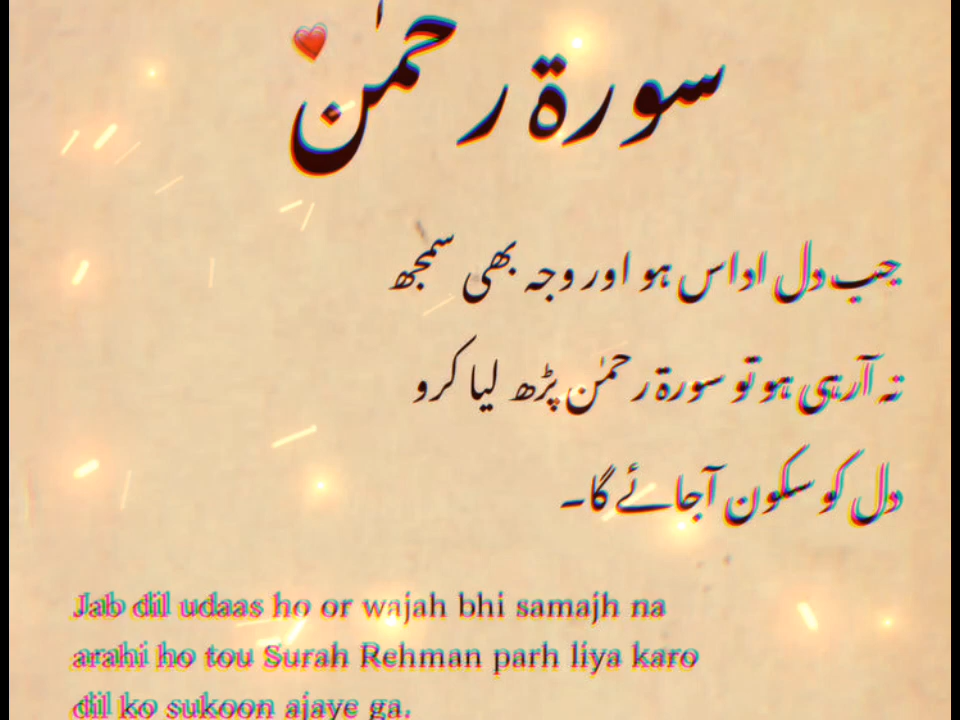 سورۃ رحمٰن
جب دل اداس ہو اور وجہ بھی سمجھ
نہ آرہی ہو تو سورۃ رحمٰن پڑھ لیا کرو
دل کو سکون آجائے گا۔
Jab dil udaas ho or wajah bhi samajh na
arahi ho tou Surah Rehman parh liya karo
dil ko sukoon ajaye ga.